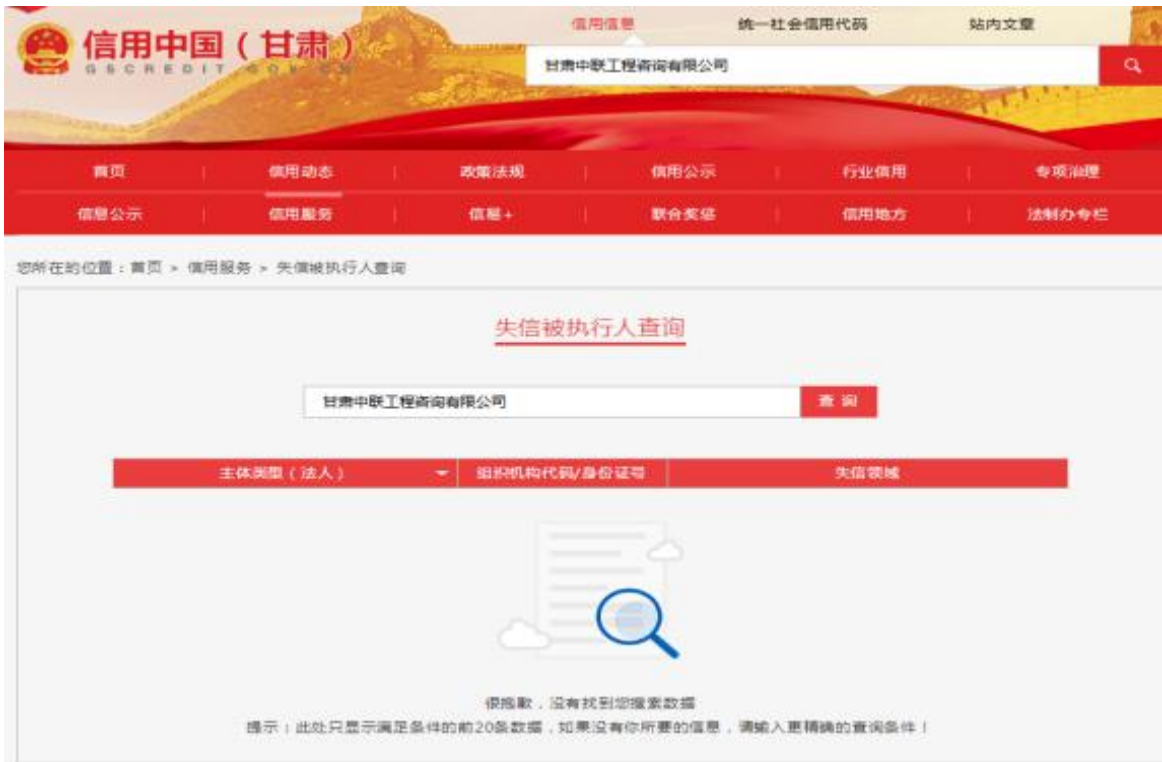 信用信息 统一社会信用代码 站内文章
信用中国（甘肃）
GSCREDIT.GOV.CN
甘肃中联工程咨询有限公司
首页 信用动态 政策法规 信用公示 行业信用 专项治理
信息公示 信用服务 信易+ 联合奖惩 信用地方 法制办专栏
您所在的位置：首页 > 信用服务 > 失信被执行人查询
失信被执行人查询
甘肃中联工程咨询有限公司 查 询
主体类型（法人） 组织机构代码/身份证号 失信领域
很抱歉，没有找到您搜索数据
提示：此处只显示满足条件的前20条数据，如果没有你所要的信息，请输入更精确的查询条件！